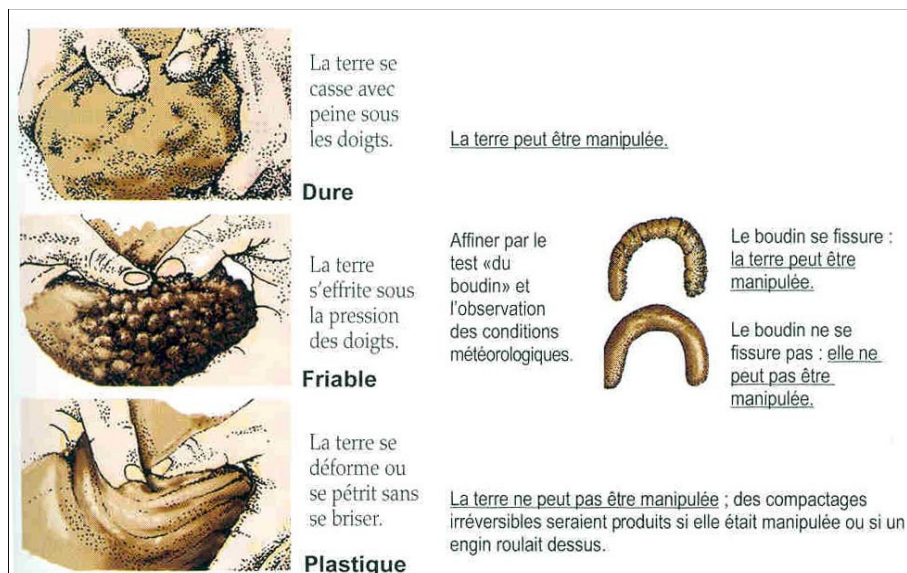 La terre se
casse avec
peine sous
les doigts.
La terre peut être manipulée.
Dure
La terre
s'effrite sous
la pression
des doigts.
Friable
Affiner par le
test «du
boudin» et
l'observation
des conditions
météorologiques.
Le boudin se fissure :
la terre peut être
manipulée.
Le boudin ne se
fissure pas : elle ne
peut pas être
manipulée.
La terre se
déforme ou
se pétrit sans
se briser.
Plastique
La terre ne peut pas être manipulée ; des compactages
irréversibles seraient produits si elle était manipulée ou si un
engin roulait dessus.